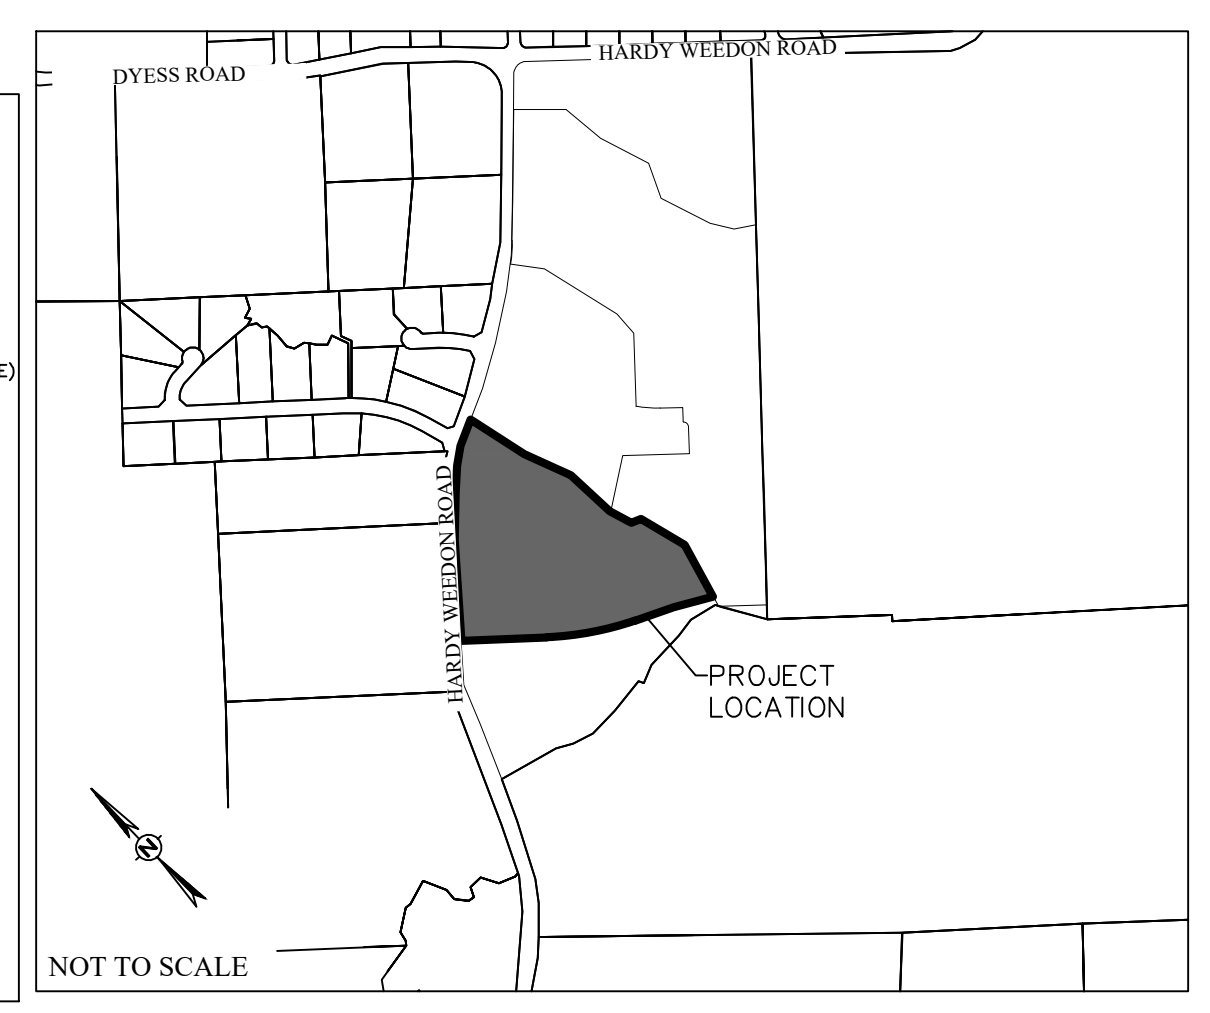 HARDY WEEDON ROAD
DYESS ROAD
E)
HARDY WEEDON ROAD
PROJECT
LOCATION
N
NOT TO SCALE